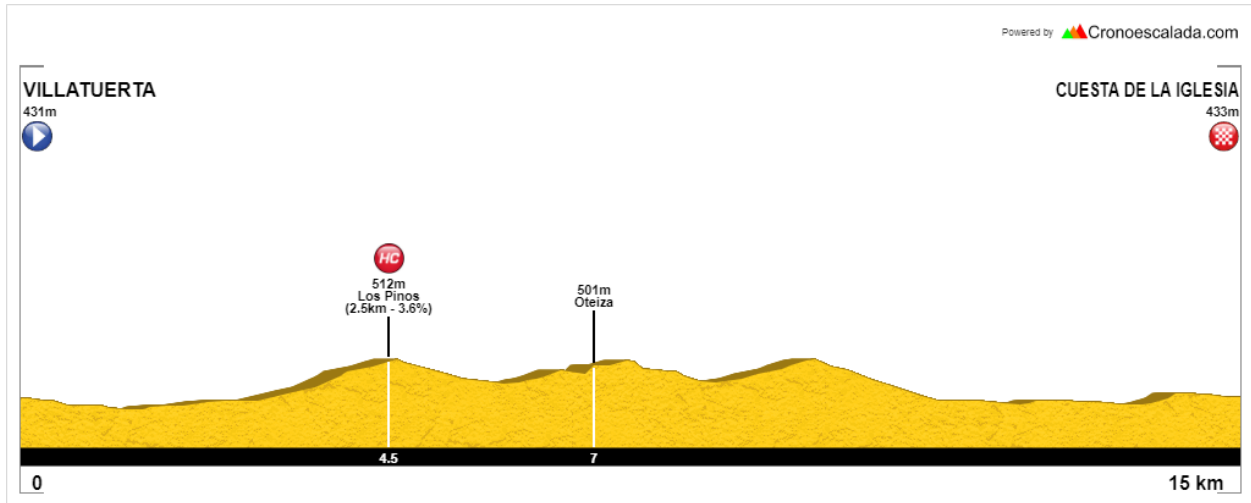 Powered by Cronoescalada.com
VILLATUERTA
431m
CUESTA DE LA IGLESIA
433m
HC
512m
Los Pinos
(2.5km - 3.6%)
501m
Oteiza
4.5
7
0
15 km